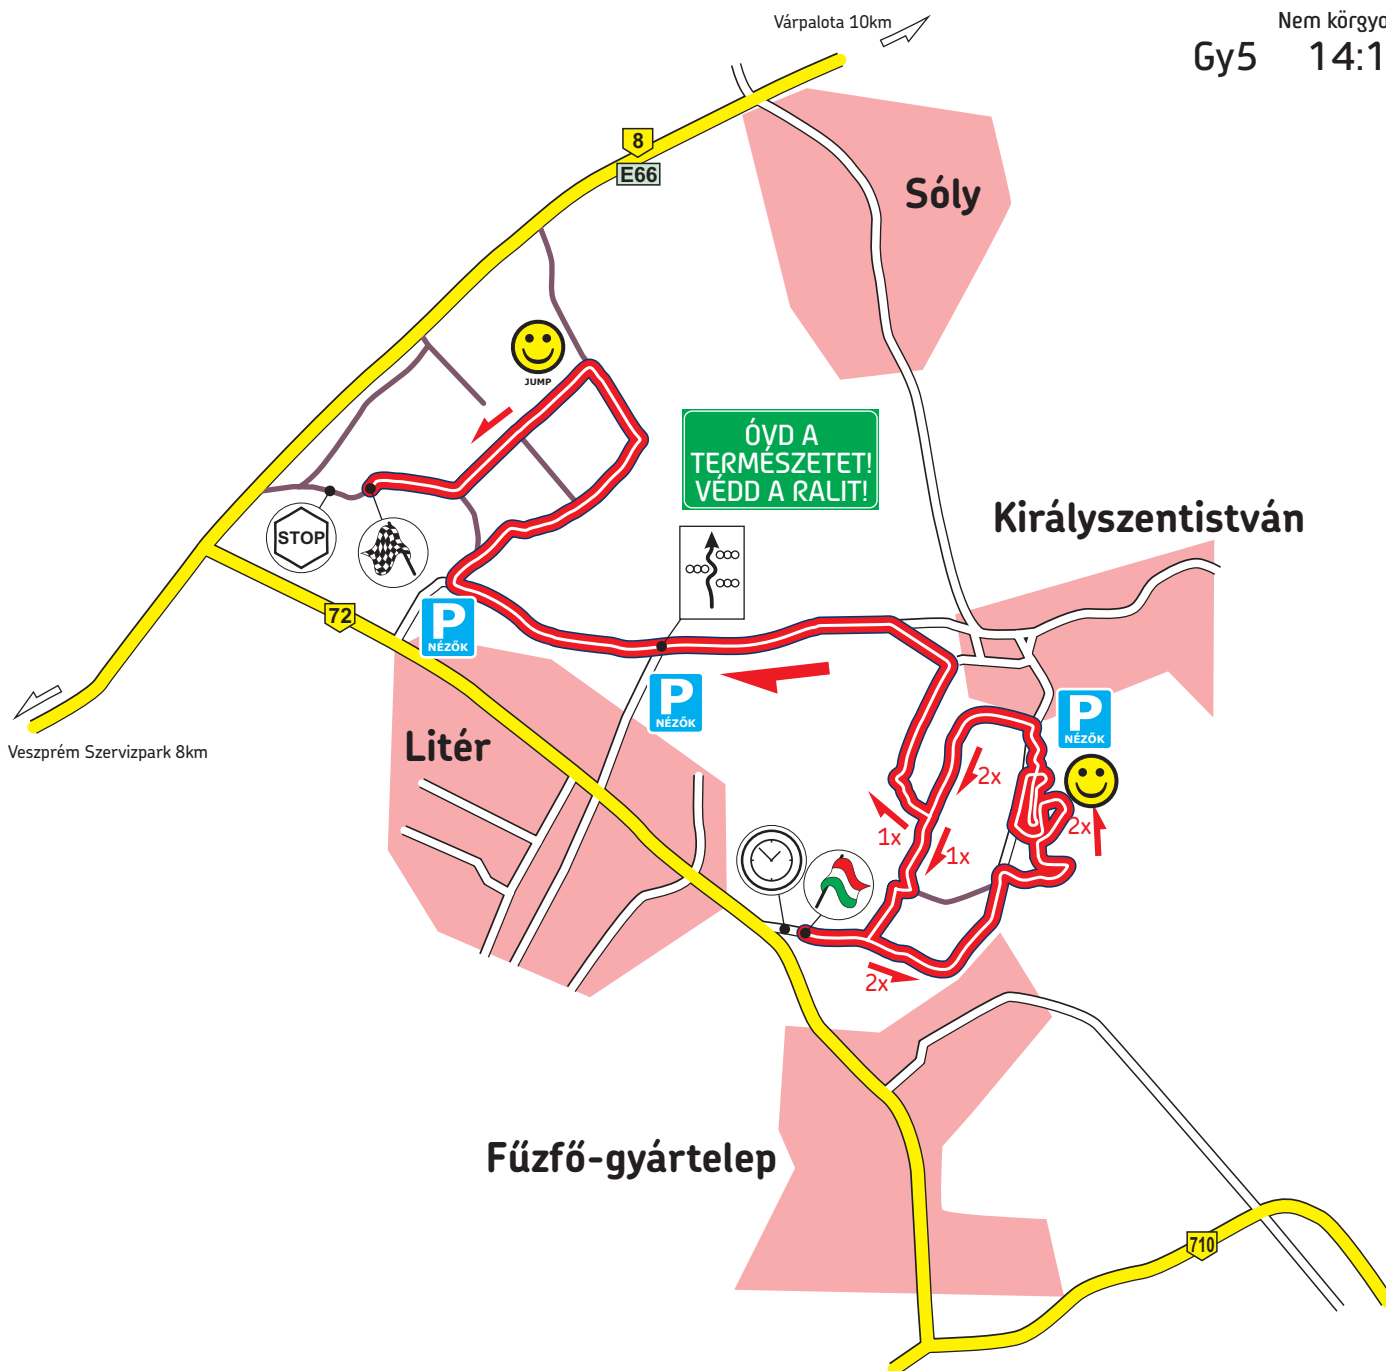 Várpalota 10km
Nem körgyo
Gy5 14:1
8
E66
Sóly
JUMP
ÓVD A
TERMÉSZETET!
VÉDD A RALIT!
Királyszentistván
STOP
72
P
NÉZŐK
P
NÉZŐK
P
NÉZŐK
Veszprém Szervizpark 8km
Litér
2x
1x
1x
2x
2x
Fűzfő-gyártelep
710